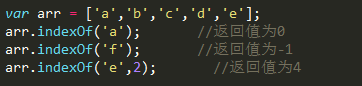 var arr = ['a','b','c','d','e'];
arr.indexOf('a');        //返回值为0
arr.indexOf('f');        //返回值为-1
arr.indexOf('e',2);        //返回值为4